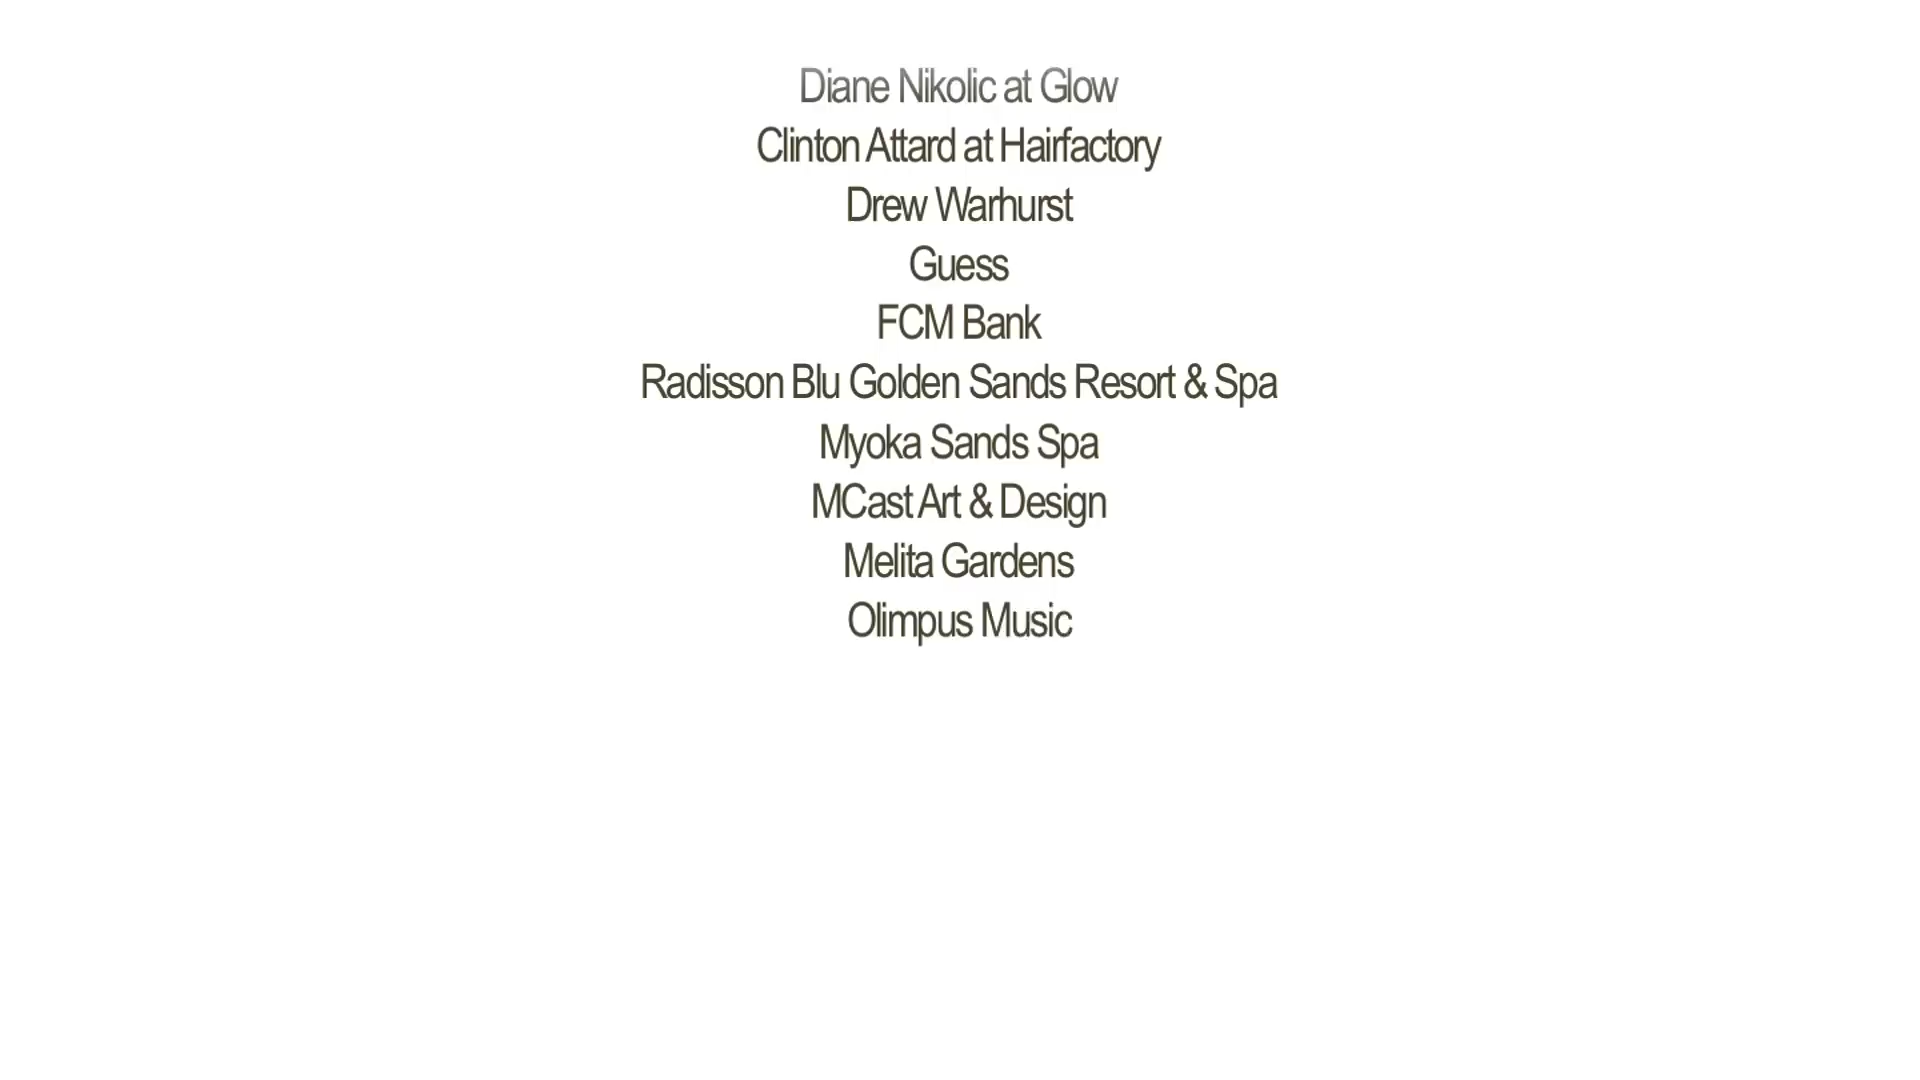 Diane Nikolic at Glow
Clinton Attard at Hairfactory
Drew Warhurst
Guess
FCM Bank
Radisson Blu Golden Sands Resort & Spa
Myoka Sands Spa
MCast Art & Design
Melita Gardens
Olimpus Music